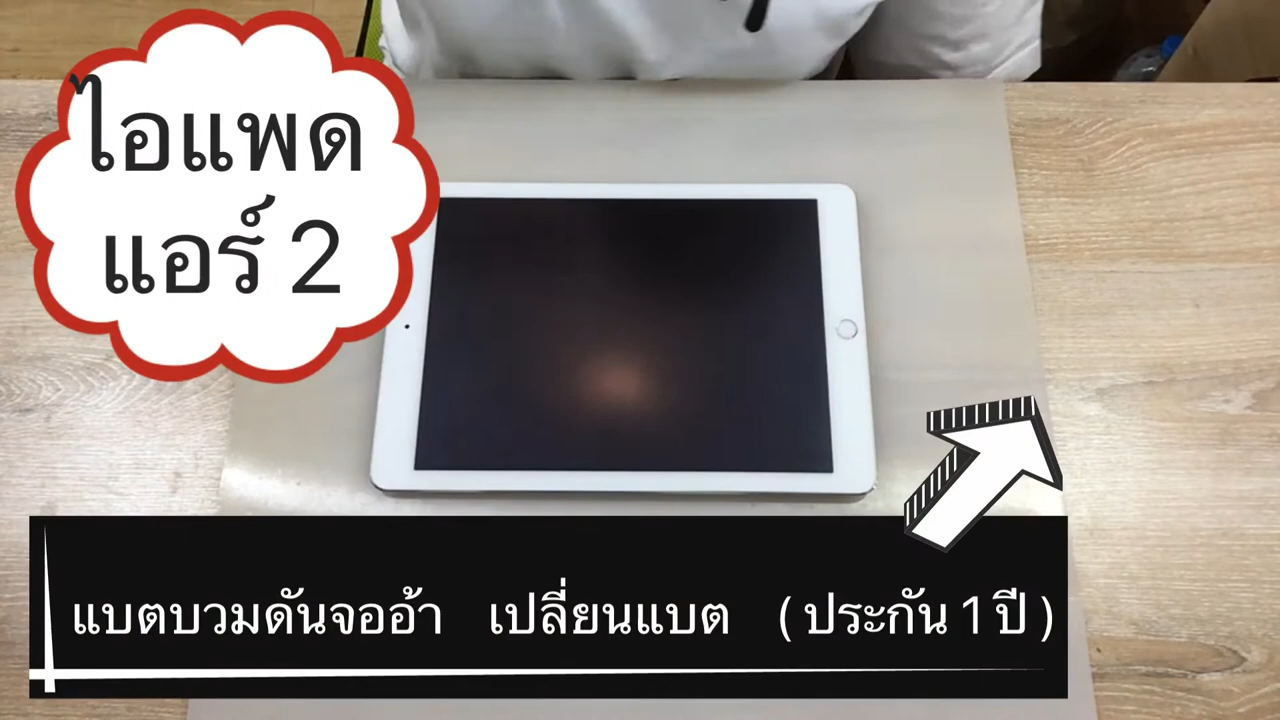 ไอแพด
แอร์ 2
แบตบวมดันจออ้า เปลี่ยนแบต ( ประกัน 1 ปี )